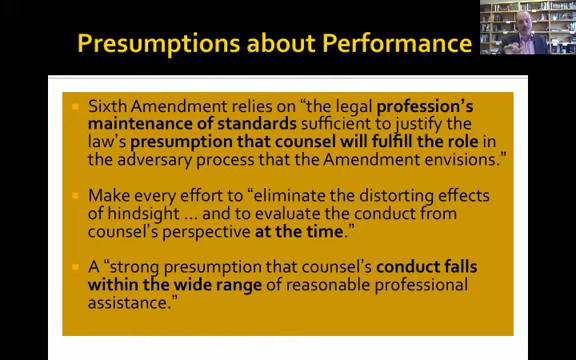 Presumptions about Performance
Sixth Amendment relies on “the legal profession’s
maintenance of standards sufficient to justify the
law’s presumption that counsel will fulfill the role in
the adversary process that the Amendment envisions.”
Make every effort to “eliminate the distorting effects
of hindsight … and to evaluate the conduct from
counsel’s perspective at the time.”
A “strong presumption that counsel’s conduct falls
within the wide range of reasonable professional
assistance.”